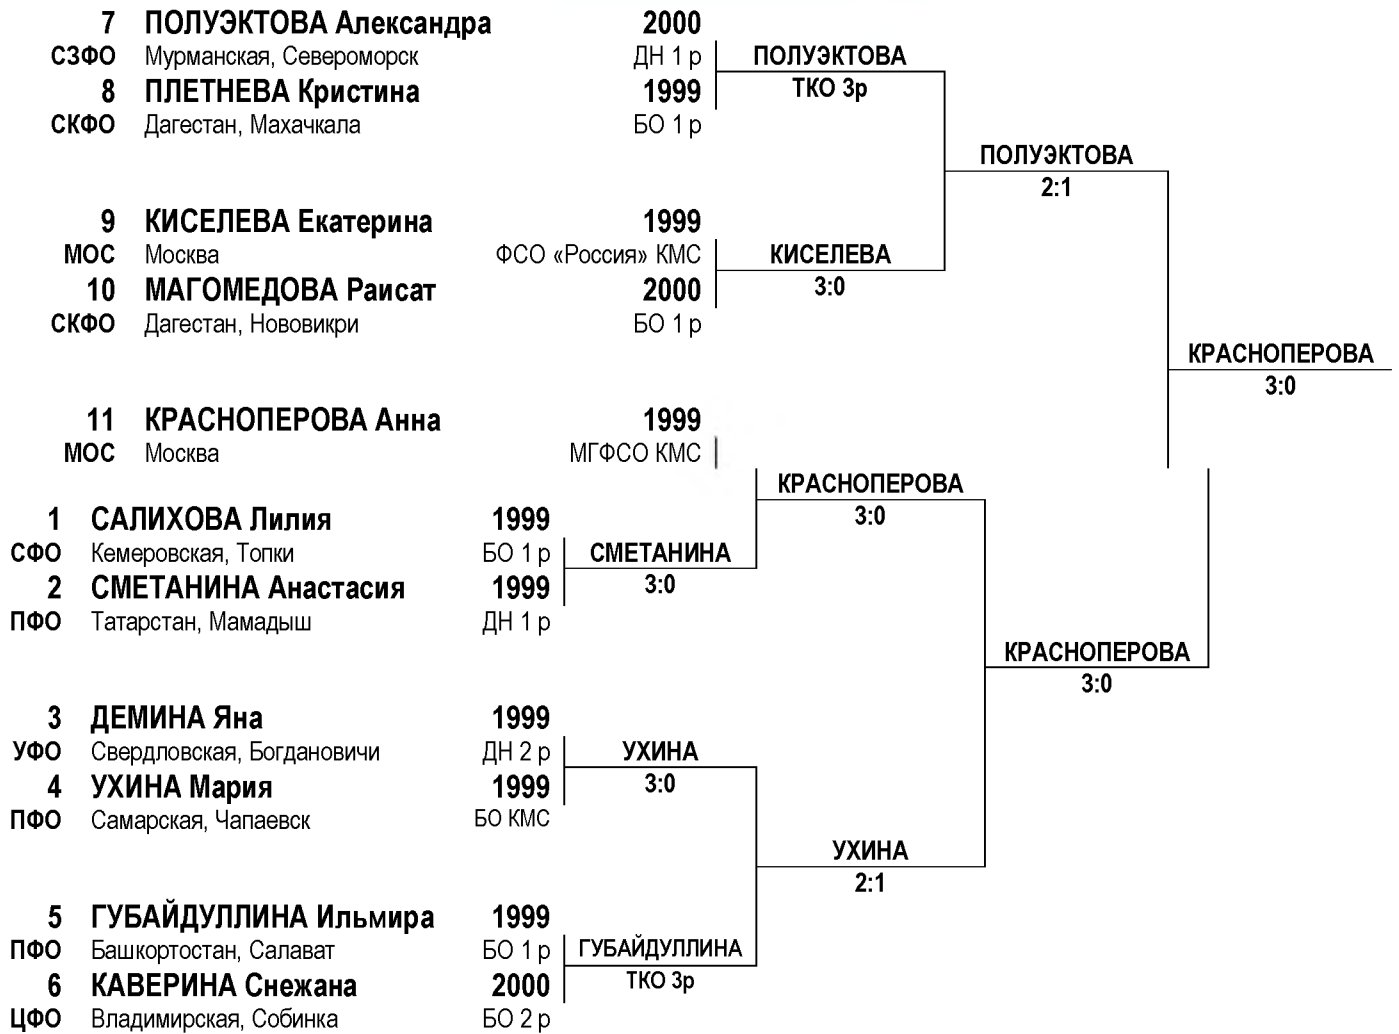 7 ПОЛУЭКТОВА Александра 2000
СЗФО Мурманская, Североморск ДН 1 р
ПОЛУЭКТОВА
ТКО 3р
8 ПЛЕТНЕВА Кристина 1999
СКФО Дагестан, Махачкала БО 1 р
ПОЛУЭКТОВА
2:1
9 КИСЕЛЕВА Екатерина 1999
МОС Москва ФСО «Россия» КМС
КИСЕЛЕВА
3:0
10 МАГОМЕДОВА Раисат 2000
СКФО Дагестан, Нововикри БО 1 р
КРАСНОПЕРОВА
3:0
11 КРАСНОПЕРОВА Анна 1999
МОС Москва МГФСО КМС
КРАСНОПЕРОВА
3:0
1 САЛИХОВА Лилия 1999
СФО Кемеровская, Топки БО 1 р
СМЕТАНИНА
3:0
2 СМЕТАНИНА Анастасия 1999
ПФО Татарстан, Мамадыш ДН 1 р
КРАСНОПЕРОВА
3:0
3 ДЕМИНА Яна 1999
УФО Свердловская, Богдановичи ДН 2 р
УХИНА
3:0
4 УХИНА Мария 1999
ПФО Самарская, Чапаевск БО КМС
УХИНА
2:1
5 ГУБАЙДУЛЛИНА Ильмира 1999
ПФО Башкортостан, Салават БО 1 р
ГУБАЙДУЛЛИНА
ТКО 3р
6 КАВЕРИНА Снежана 2000
ЦФО Владимирская, Собинка БО 2 р